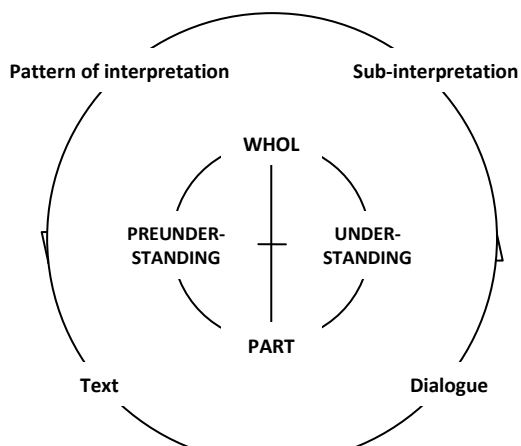 Pattern of interpretation
Sub-interpretation
WHOL
PREUNDER-
STANDING
UNDER-
STANDING
PART
Text
Dialogue